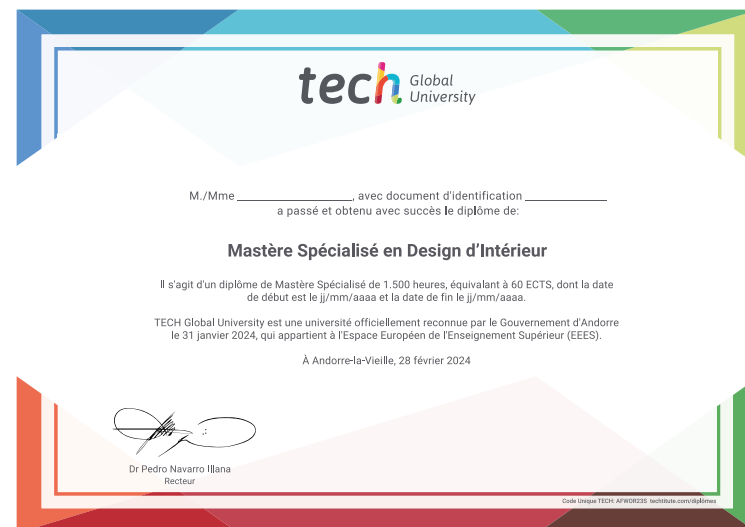 tech Global
University
M./Mme ____________________, avec document d'identification ______________
a passé et obtenu avec succès le diplôme de:
Mastère Spécialisé en Design d'Intérieur
Il s'agit d'un diplôme de Mastère Spécialisé de 1.500 heures, équivalant à 60 ECTS, dont la date
de début est le jj/mm/aaaa et la date de fin le jj/mm/aaaa.
TECH Global University est une université officiellement reconnue par le Gouvernement d'Andorre
le 31 janvier 2024, qui appartient à l'Espace Européen de l'Enseignement Supérieur (EEES).
À Andorre-la-Vieille, 28 février 2024
Dr Pedro Navarro Illana
Recteur
Code Unique TECH: AFWOR23S techtitute.com/diplômes